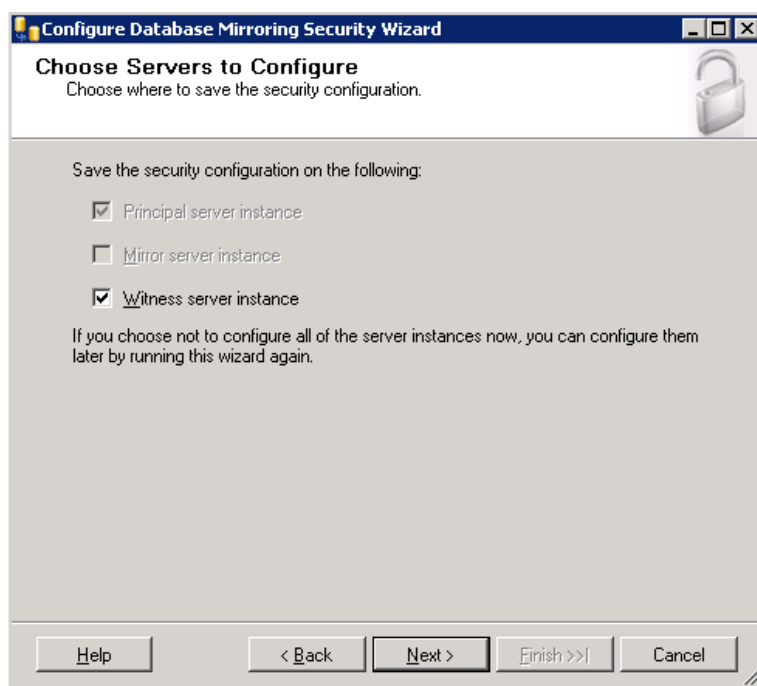 Configure Database Mirroring Security Wizard
Choose Servers to Configure
Choose where to save the security configuration.
Save the security configuration on the following:
Principal server instance
Mirror server instance
Witness server instance
If you choose not to configure all of the server instances now, you can configure them
later by running this wizard again.
Help
< Back
Next >
Finish >>|
Cancel